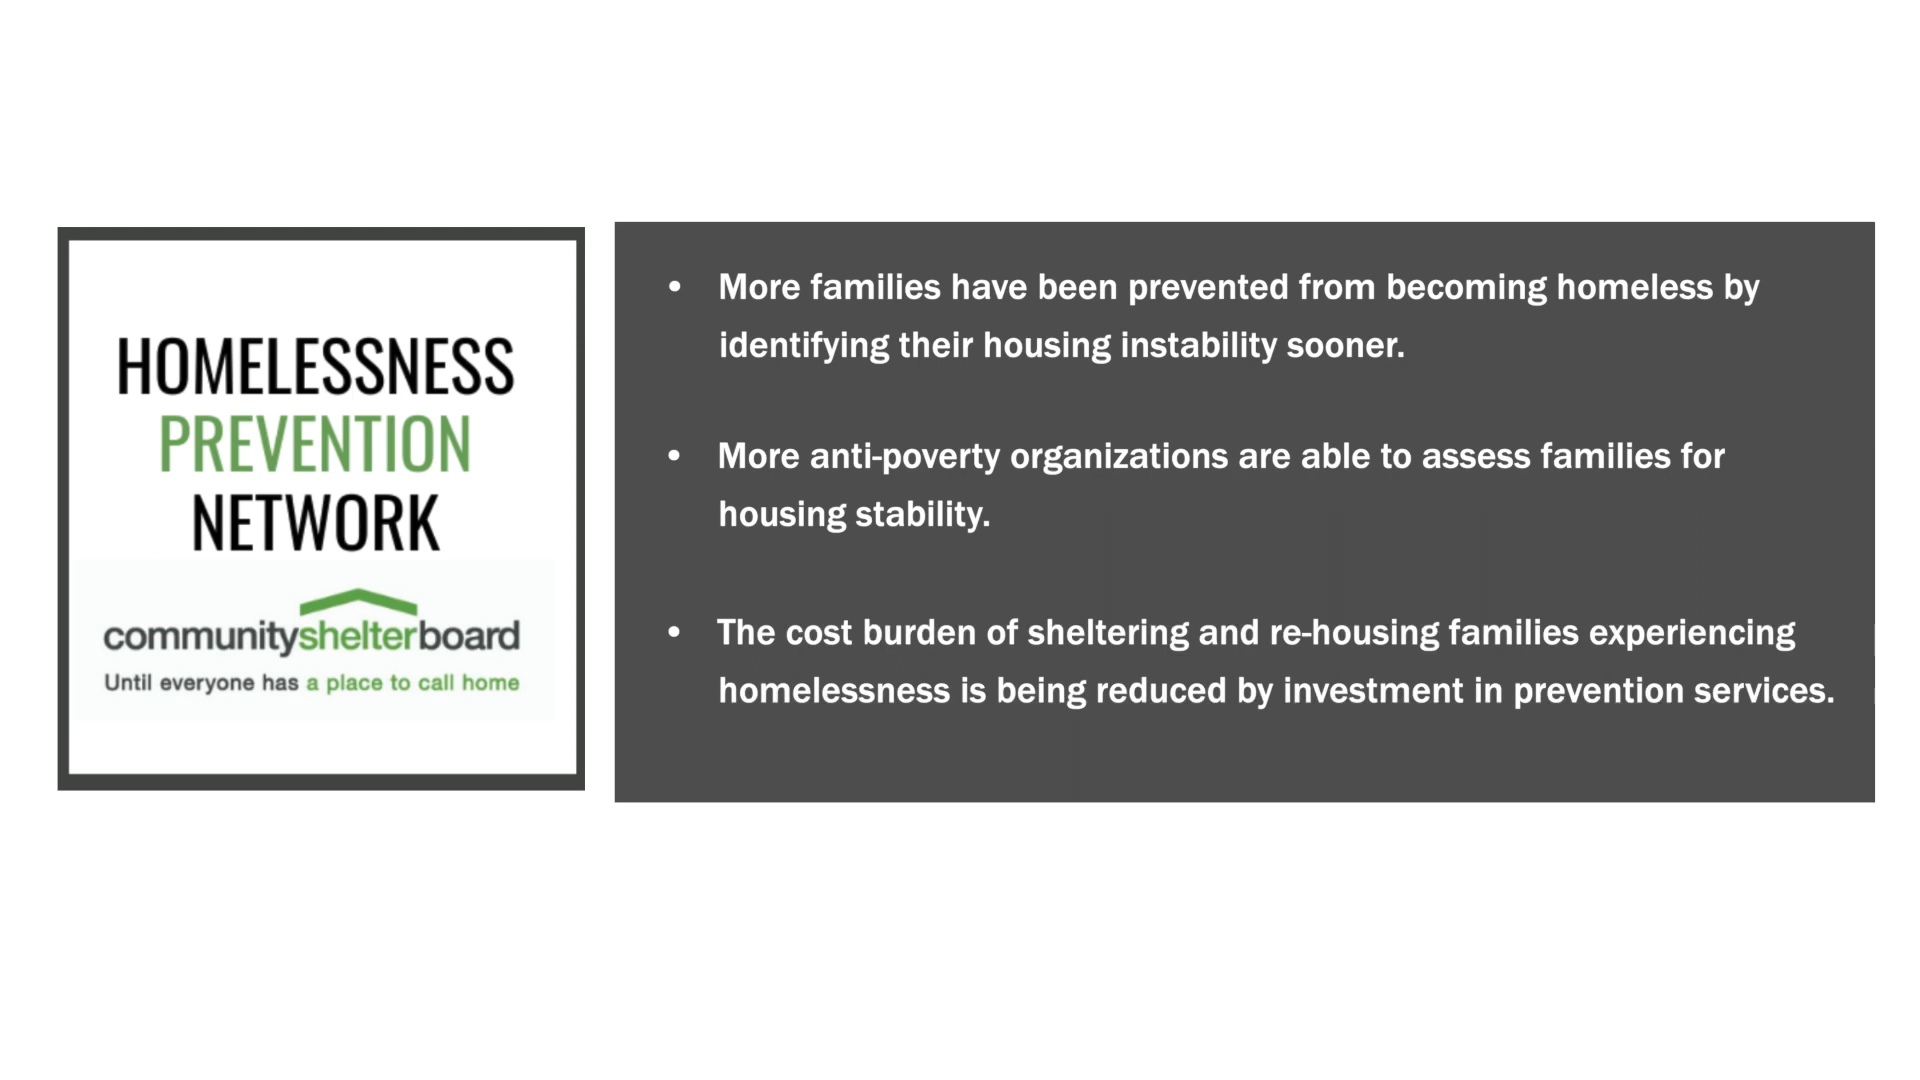 HOMELESSNESS
PREVENTION
NETWORK
communityshelterboard
Until everyone has a place to call home
• More families have been prevented from becoming homeless by
identifying their housing instability sooner.
• More anti-poverty organizations are able to assess families for
housing stability.
• The cost burden of sheltering and re-housing families experiencing
homelessness is being reduced by investment in prevention services.